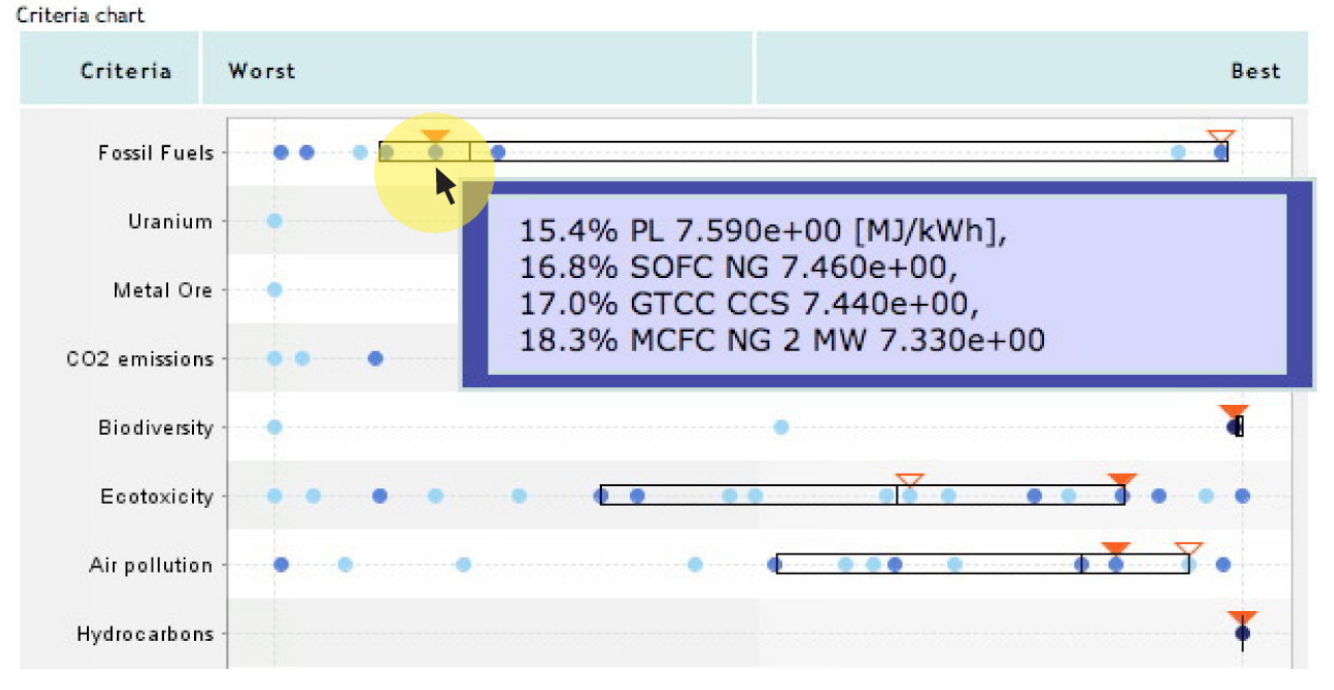 Criteria chart
Criteria Worst Best
Fossil Fuels
Uranium
15.4% PL 7.590e+00 [MJ/kWh],
16.8% SOFC NG 7.460e+00,
Metal Ore
17.0% GTCC CCS 7.440e+00,
18.3% MCFC NG 2 MW 7.330e+00
CO2 emissions
Biodiversity
Ecotoxicity
Air pollution
Hydrocarbons